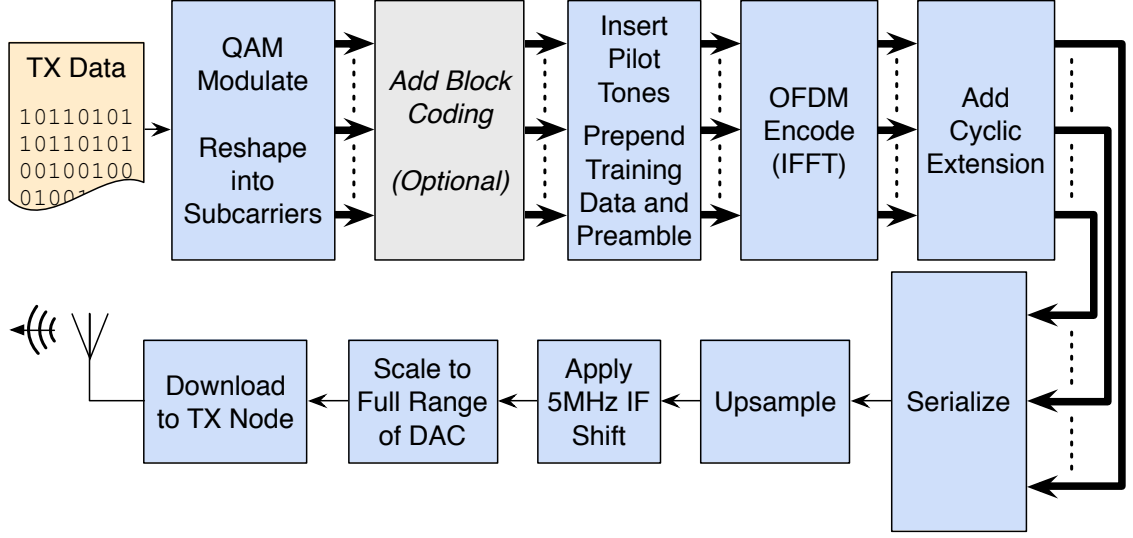 TX Data
10110101
10110101
00100100
0100
QAM
Modulate
Reshape
into
Subcarriers
Add Block
Coding
(Optional)
Insert
Pilot
Tones
Prepend
Training
Data and
Preamble
OFDM
Encode
(IFFT)
Add
Cyclic
Extension
Download
to TX Node
Scale to
Full Range
of DAC
Apply
5MHz IF
Shift
Upsample
Serialize